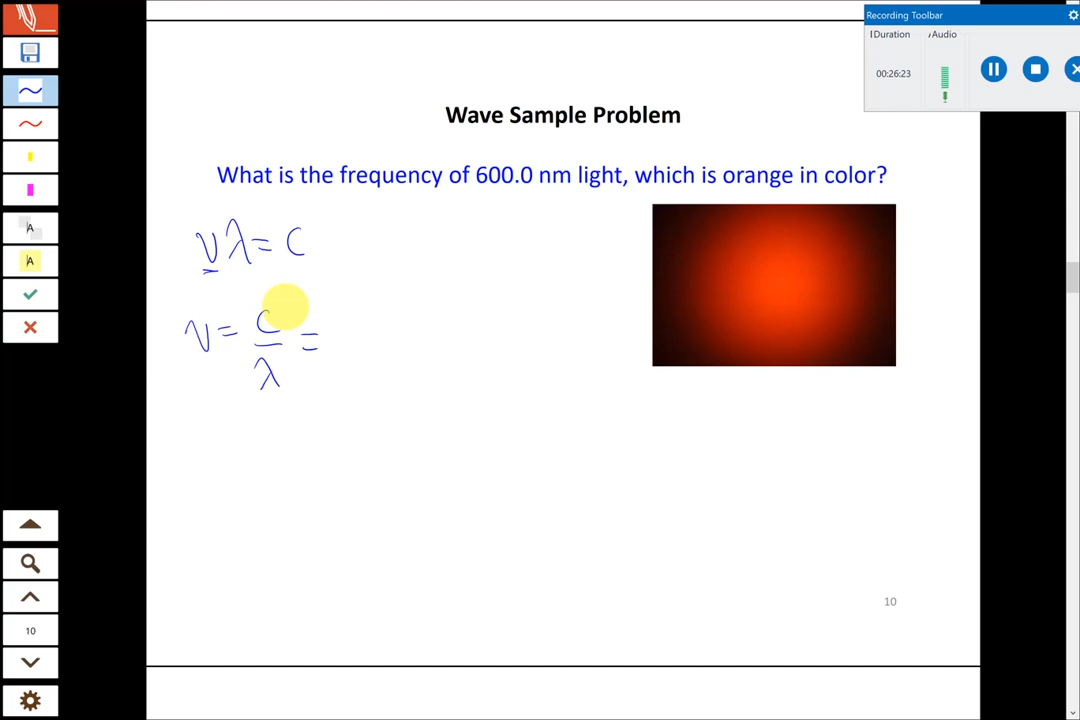 Recording Toolbar
Duration
Audio
00:26:23
Wave Sample Problem
What is the frequency of 600.0 nm light, which is orange in color?
νλ = C
ν = C/λ =
A
A
10
10